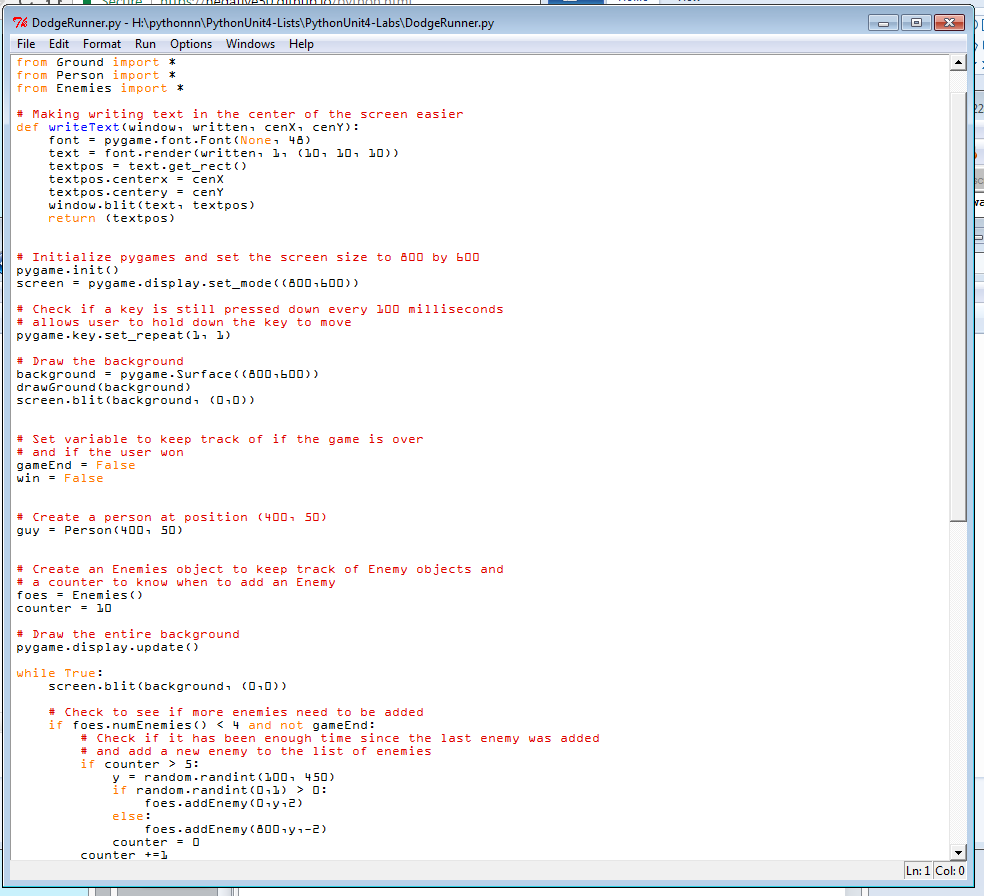 DodgeRunner.py - H:\pythonnn\PythonUnit4-Lists\PythonUnit4-Labs\DodgeRunner.py
File Edit Format Run Options Windows Help
from Ground import *
from Person import *
from Enemies import *
# Making writing text in the center of the screen easier
def writeText(window, written, cenX, cenY):
    font = pygame.font.Font(None, 48)
    text = font.render(written, 1, (10, 10, 10))
    textpos = text.get_rect()
    textpos.centerx = cenX
    textpos.centery = cenY
    window.blit(text, textpos)
    return (textpos)
# Initialize pygames and set the screen size to 800 by 600
pygame.init()
screen = pygame.display.set_mode((800,600))
# Check if a key is still pressed down every 100 milliseconds
# allows user to hold down the key to move
pygame.key.set_repeat(1, 1)
# Draw the background
background = pygame.Surface((800,600))
drawGround(background)
screen.blit(background, (0,0))
# Set variable to keep track of if the game is over
# and if the user won
gameEnd = False
win = False
# Create a person at position (400, 50)
guy = Person(400, 50)
# Create an Enemies object to keep track of Enemy objects and
# a counter to know when to add an Enemy
foes = Enemies()
counter = 10
# Draw the entire background
pygame.display.update()
while True:
    screen.blit(background, (0,0))
    # Check to see if more enemies need to be added
    if foes.numEnemies() < 4 and not gameEnd:
        # Check if it has been enough time since the last enemy was added
        # and add a new enemy to the list of enemies
        if counter > 5:
            y = random.randint(100, 450)
            if random.randint(0,1) > 0:
                foes.addEnemy(0,y,2)
            else:
                foes.addEnemy(800,y,-2)
            counter = 0
        counter +=1
Ln: 1 Col: 0